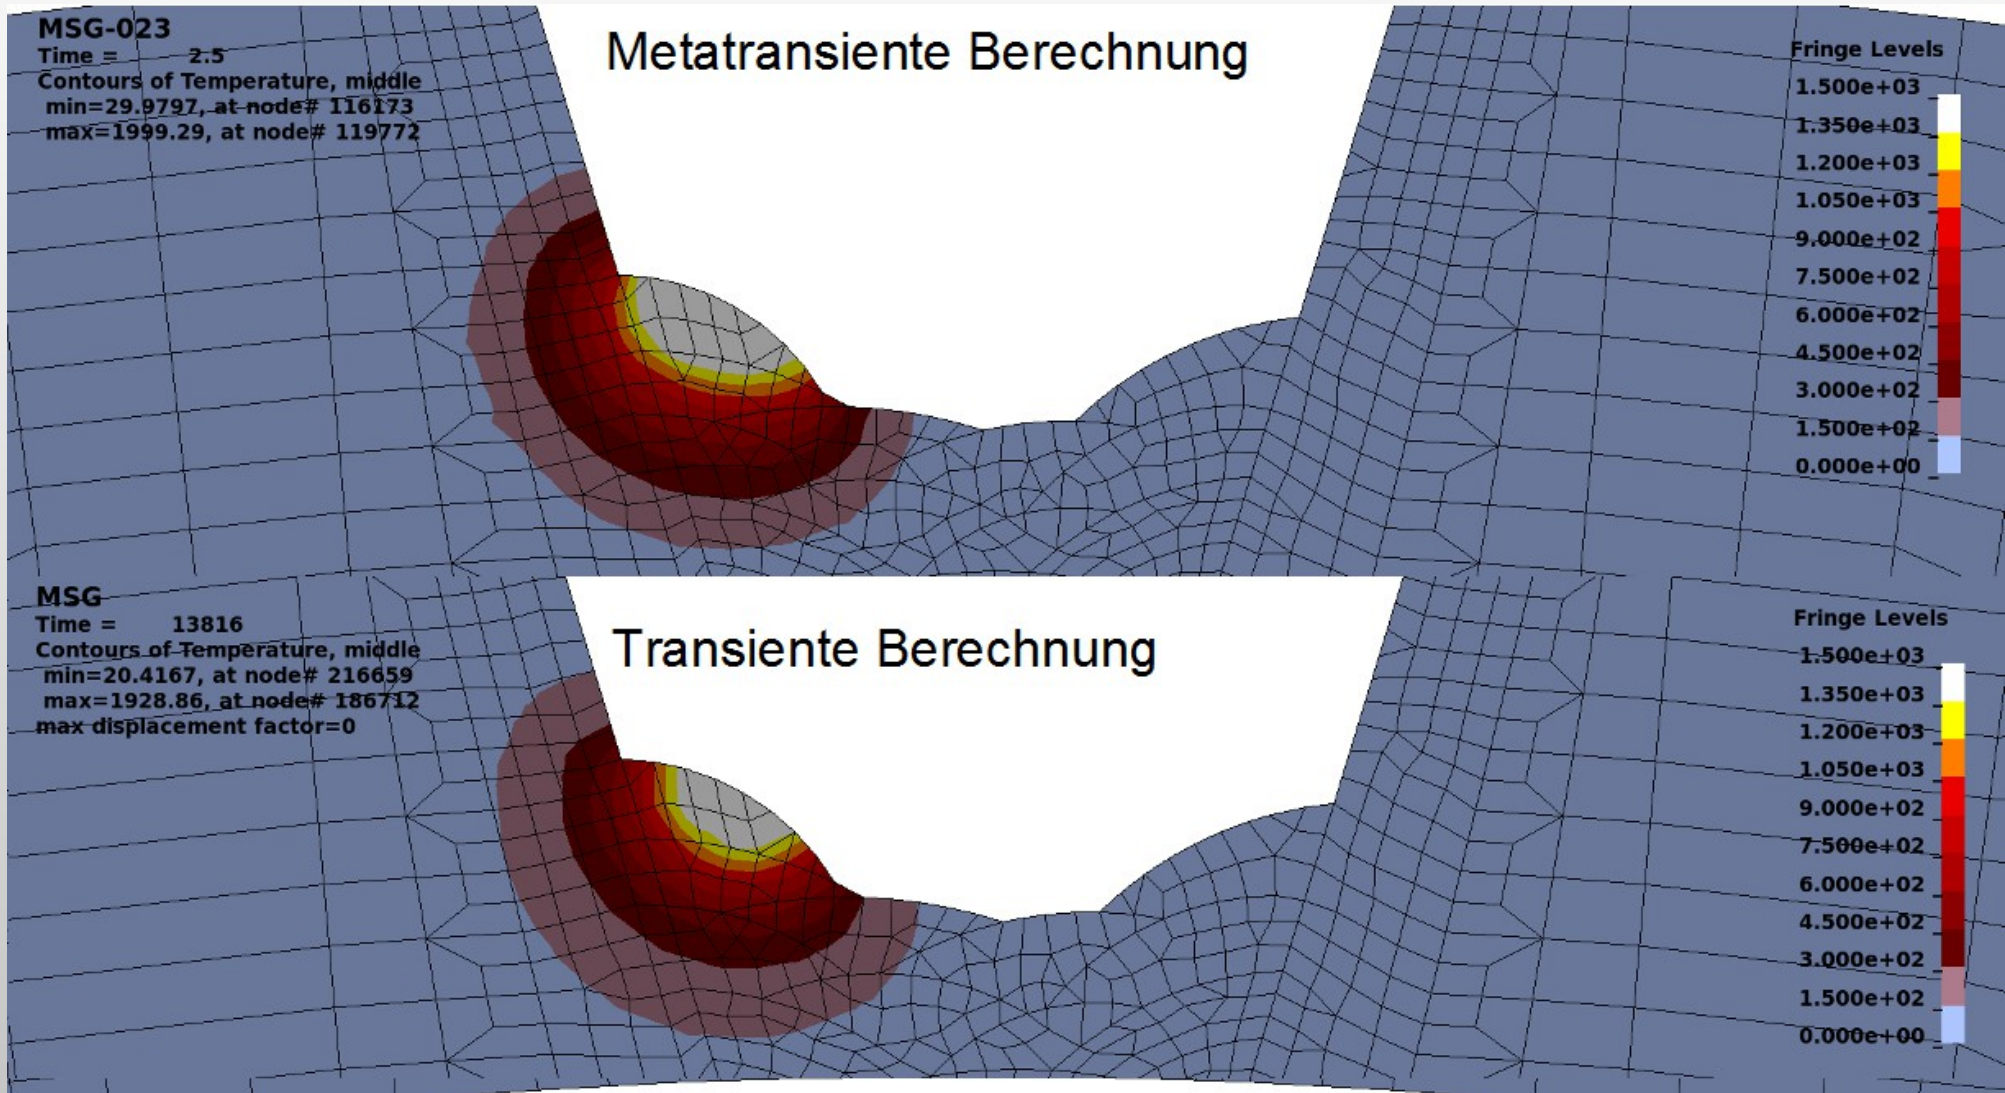 MSG-023
Time = 2.5
Contours of Temperature, middle
min=29.9797, at node# 116173
max=1999.29, at node# 119772
Metatransiente Berechnung
Fringe Levels
1.500e+03
1.350e+03
1.200e+03
1.050e+03
9.000e+02
7.500e+02
6.000e+02
4.500e+02
3.000e+02
1.500e+02
0.000e+00
MSG
Time = 13816
Contours of Temperature, middle
min=20.4167, at node# 216659
max=1928.86, at node# 186712
max displacement factor=0
Transiente Berechnung
Fringe Levels
1.500e+03
1.350e+03
1.200e+03
1.050e+03
9.000e+02
7.500e+02
6.000e+02
4.500e+02
3.000e+02
1.500e+02
0.000e+00